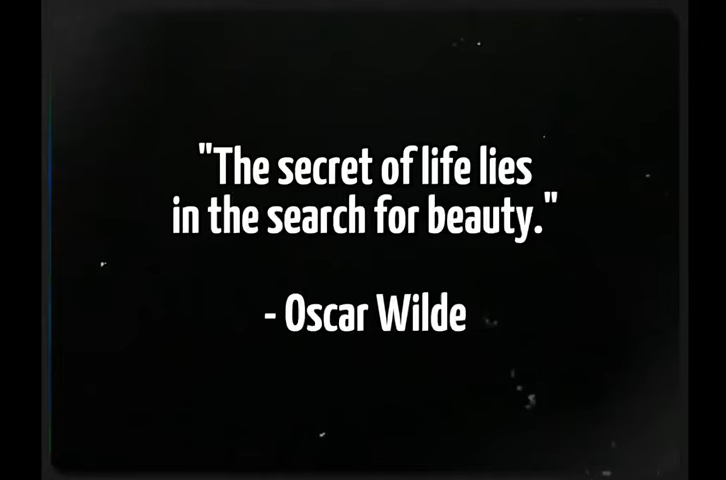 "The secret of life lies
in the search for beauty."
- Oscar Wilde